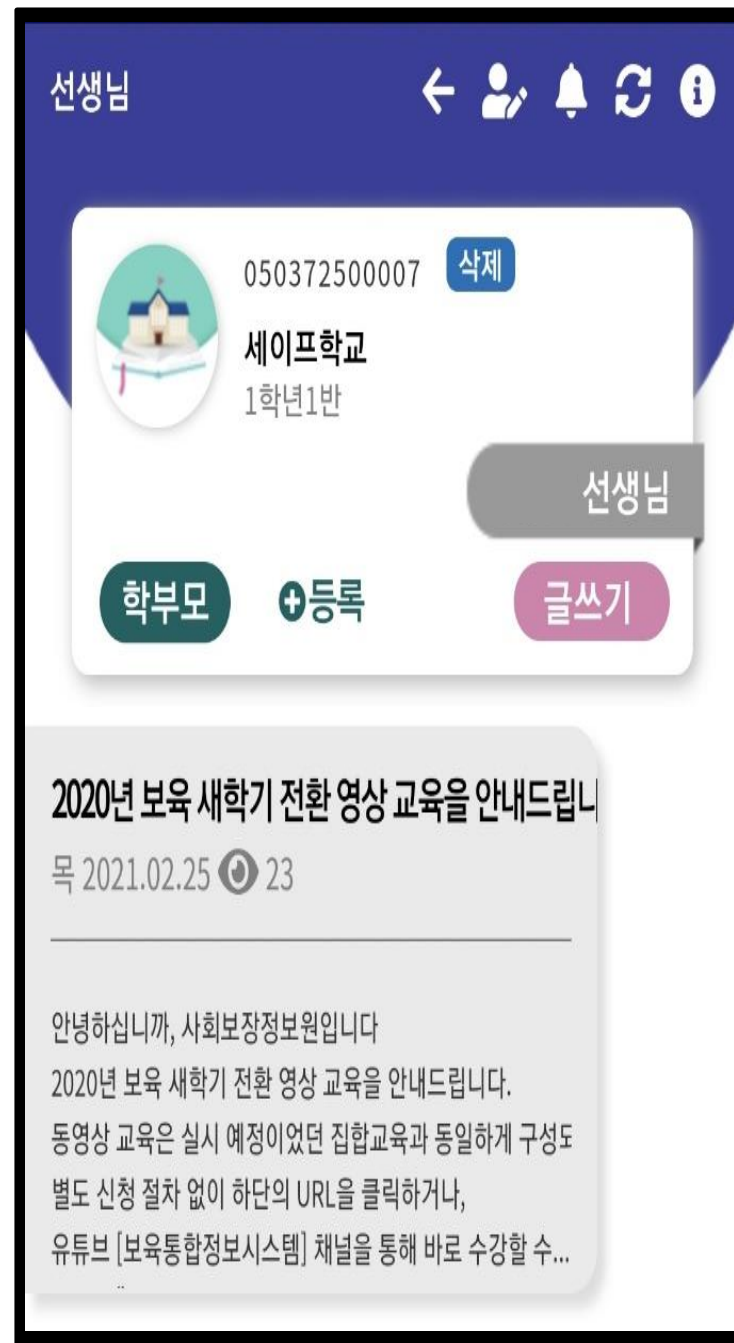 선생님
050372500007 삭제
세이프학교
1학년1반
선생님
학부모 등록 글쓰기
2020년 보육 새학기 전환 영상 교육을 안내드립니
목 2021.02.25 23
안녕하십니까, 사회보장정보원입니다
2020년 보육 새학기 전환 영상 교육을 안내드립니다.
동영상 교육은 실시 예정이었던 집합교육과 동일하게 구성되
별도 신청 절차 없이 하단의 URL을 클릭하거나,
유튜브 [보육통합정보시스템] 채널을 통해 바로 수강할 수...